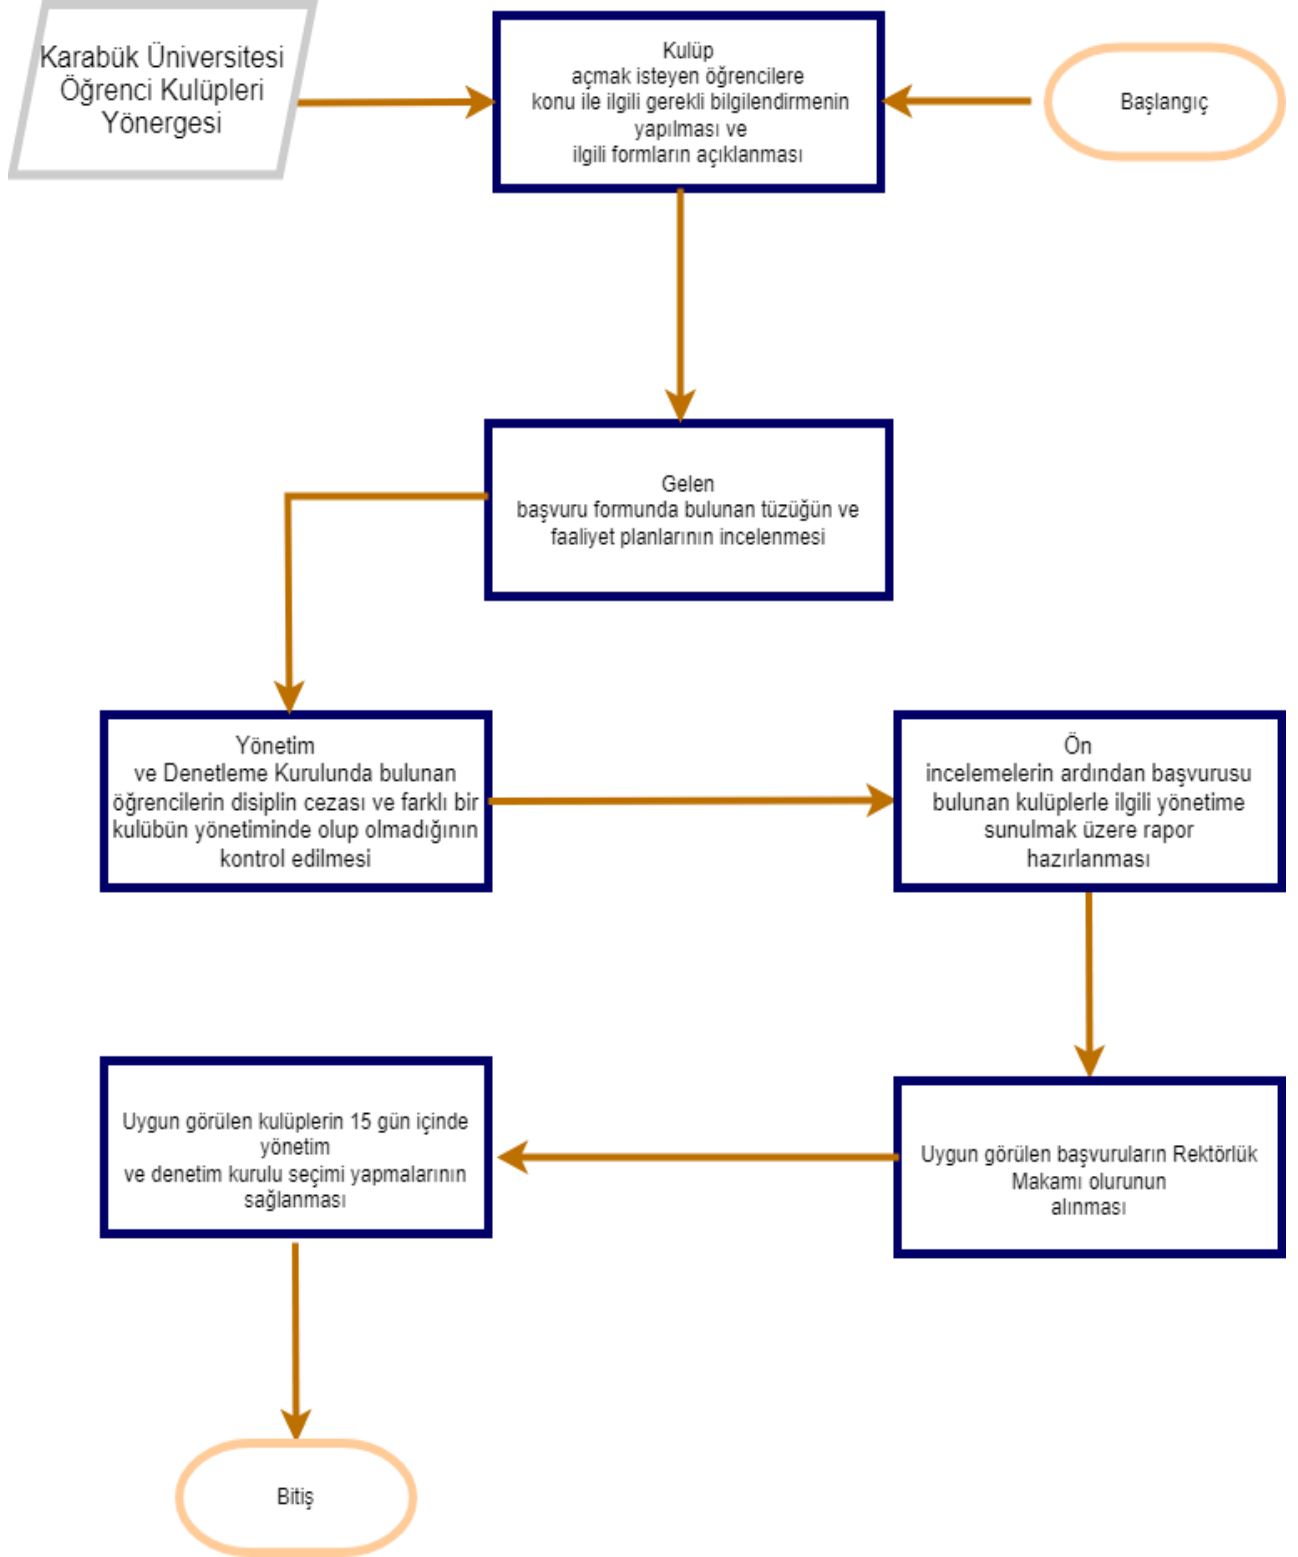 Karabük Üniversitesi
Öğrenci Kulüpleri
Yönergesi
Kulüp
açmak isteyen öğrencilere
konu ile ilgili gerekli bilgilendirmenin
yapılması ve
ilgili formların açıklanması
Başlangıç
Gelen
başvuru formunda bulunan tüzüğün ve
faaliyet planlarının incelenmesi
Yönetim
ve Denetleme Kurulunda bulunan
öğrencilerin disiplin cezası ve farklı bir
kulübün yönetiminde olup olmadığının
kontrol edilmesi
Ön
incelemelerin ardından başvurusu
bulunan kulüplerle ilgili yönetime
sunulmak üzere rapor
hazırlanması
Uygun görülen başvuruların Rektörlük
Makamı olurunun
alınması
Uygun görülen kulüplerin 15 gün içinde
yönetim
ve denetim kurulu seçimi yapmalarının
sağlanması
Bitiş